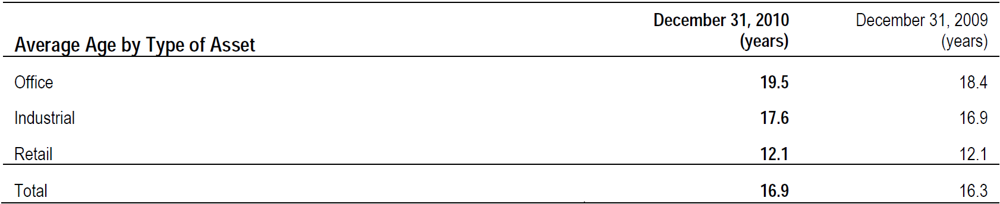 December 31, 2010 December 31, 2009
Average Age by Type of Asset (years) (years)
Office 19.5 18.4
Industrial 17.6 16.9
Retail 12.1 12.1
Total 16.9 16.3